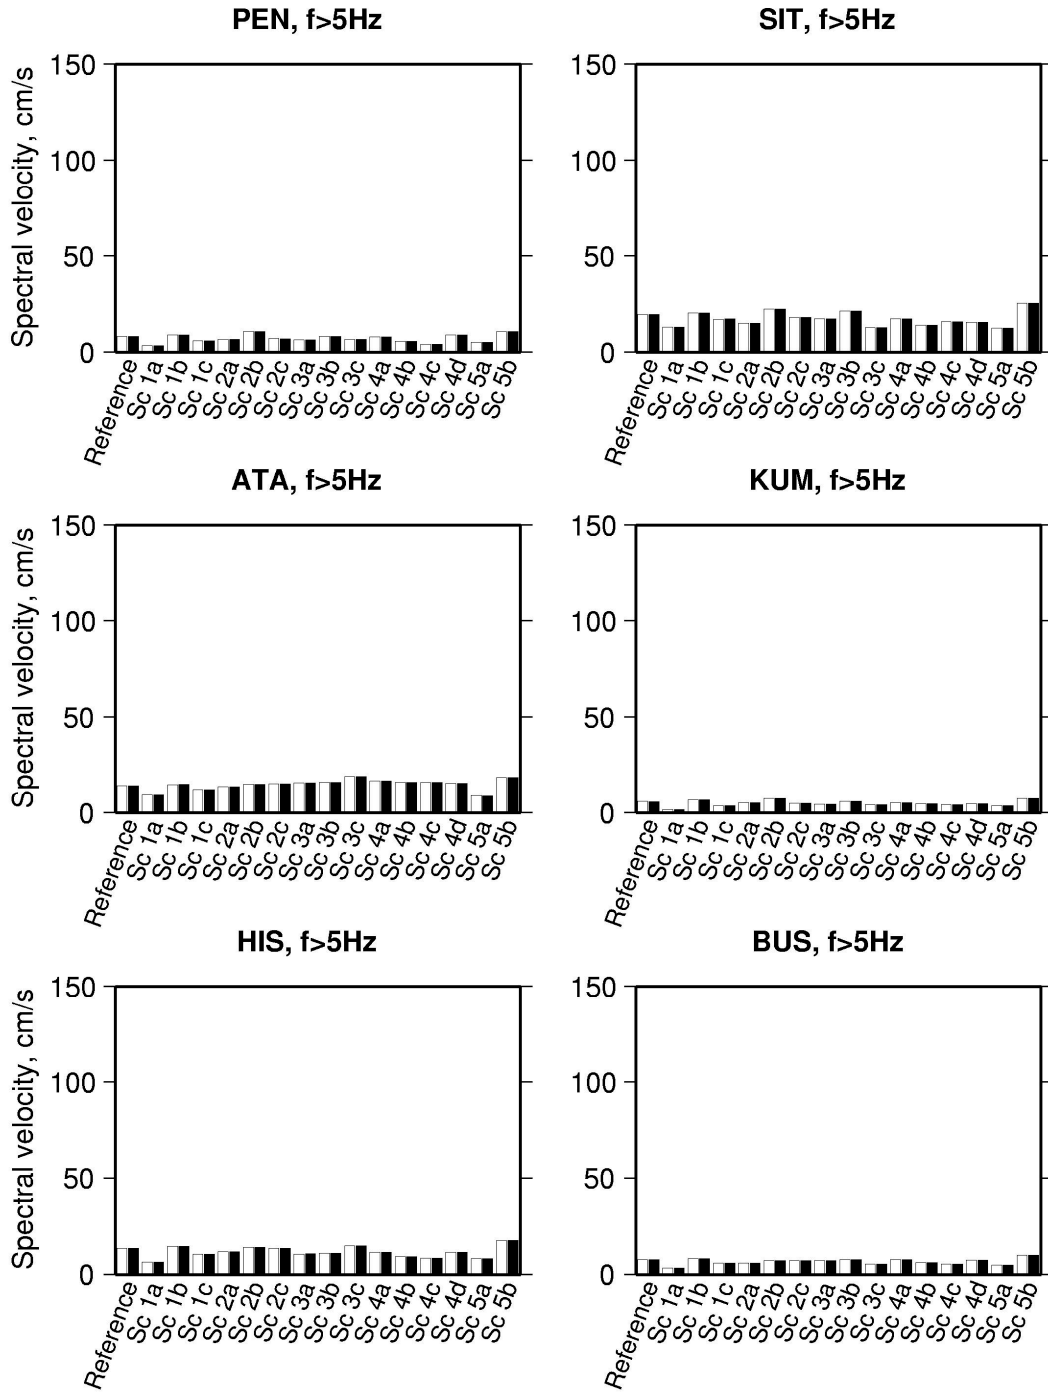 PEN, f>5Hz
SIT, f>5Hz
Spectral velocity, cm/s
150
100
50
0
150
100
50
0
Reference
Sc 1a
Sc 1b
Sc 1c
Sc 2a
Sc 2b
Sc 2c
Sc 3a
Sc 3b
Sc 3c
Sc 4a
Sc 4b
Sc 4c
Sc 4d
Sc 5a
Sc 5b
Reference
Sc 1a
Sc 1b
Sc 1c
Sc 2a
Sc 2b
Sc 2c
Sc 3a
Sc 3b
Sc 3c
Sc 4a
Sc 4b
Sc 4c
Sc 4d
Sc 5a
Sc 5b
ATA, f>5Hz
KUM, f>5Hz
Spectral velocity, cm/s
150
100
50
0
150
100
50
0
Reference
Sc 1a
Sc 1b
Sc 1c
Sc 2a
Sc 2b
Sc 2c
Sc 3a
Sc 3b
Sc 3c
Sc 4a
Sc 4b
Sc 4c
Sc 4d
Sc 5a
Sc 5b
Reference
Sc 1a
Sc 1b
Sc 1c
Sc 2a
Sc 2b
Sc 2c
Sc 3a
Sc 3b
Sc 3c
Sc 4a
Sc 4b
Sc 4c
Sc 4d
Sc 5a
Sc 5b
HIS, f>5Hz
BUS, f>5Hz
Spectral velocity, cm/s
150
100
50
0
150
100
50
0
Reference
Sc 1a
Sc 1b
Sc 1c
Sc 2a
Sc 2b
Sc 2c
Sc 3a
Sc 3b
Sc 3c
Sc 4a
Sc 4b
Sc 4c
Sc 4d
Sc 5a
Sc 5b
Reference
Sc 1a
Sc 1b
Sc 1c
Sc 2a
Sc 2b
Sc 2c
Sc 3a
Sc 3b
Sc 3c
Sc 4a
Sc 4b
Sc 4c
Sc 4d
Sc 5a
Sc 5b